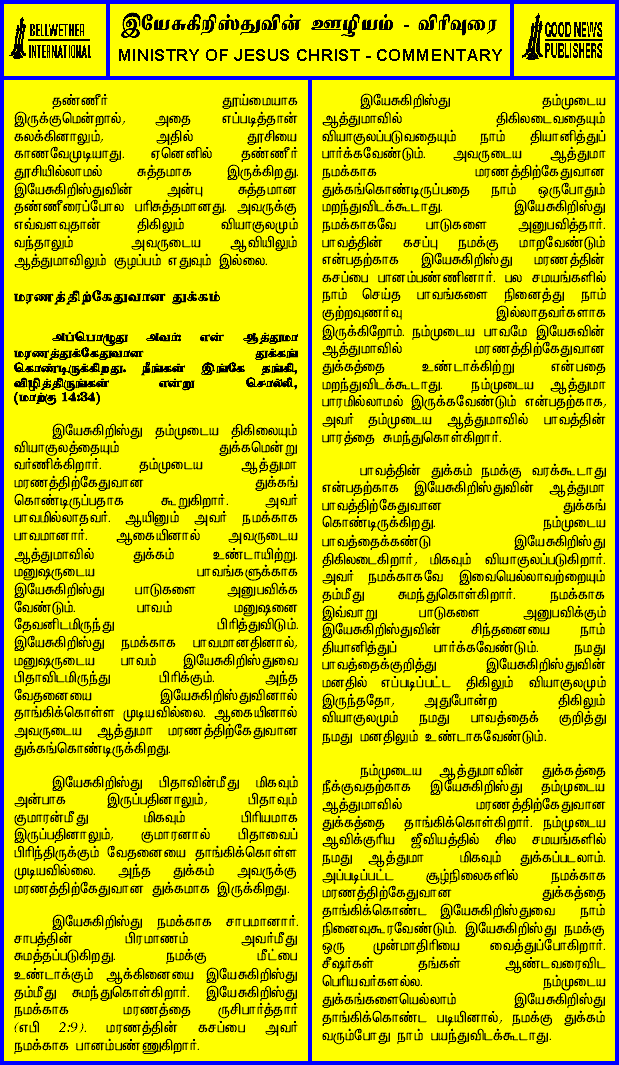 BELLWETHER
INTERNATIONAL
இயேசுகிறிஸ்துவின் ஊழியம் - விரிவுரை
MINISTRY OF JESUS CHRIST - COMMENTARY
GOOD NEWS
PUBLISHERS
தண்ணீர் தூய்மையாக
இருக்குமென்றால், அதை எப்படித்தான்
கலக்கினாலும், அதில் தூசியை
காணவேமுடியாது. ஏனெனில் தண்ணீர்
தூசியில்லாமல் சுத்தமாக இருக்கிறது.
இயேசுகிறிஸ்துவின் அன்பு சுத்தமான
தண்ணீரைப்போல பரிசுத்தமானது. அவருக்கு
எவ்வளவுதான் திகிலும் வியாகுலமும்
வந்தாலும் அவருடைய ஆவியிலும்
ஆத்துமாவிலும் குழப்பம் எதுவும் இல்லை.
மரணத்திற்கேதுவான துக்கம்
அப்பொழுது அவர்: என் ஆத்துமா
மரணத்துக்கேதுவான துக்கங்
கொண்டிருக்கிறது. நீங்கள் இங்கே தங்கி,
விழித்திருங்கள் என்று சொல்லி,
(மாற்கு 14:34)
இயேசுகிறிஸ்து தம்முடைய திகிலையும்
வியாகுலத்தையும் துக்கமென்று
வர்ணிக்கிறார். தம்முடைய ஆத்துமா
மரணத்திற்கேதுவான துக்கங்
கொண்டிருப்பதாக கூறுகிறார். அவர்
பாவமில்லாதவர். ஆயினும் அவர் நமக்காக
பாவமானார். ஆகையினால் அவருடைய
ஆத்துமாவில் துக்கம் உண்டாயிற்று.
மனுஷருடைய பாவங்களுக்காக
இயேசுகிறிஸ்து பாடுகளை அனுபவிக்க
வேண்டும். பாவம் மனுஷனை
தேவனிடமிருந்து பிரித்துவிடும்.
இயேசுகிறிஸ்து நமக்காக பாவமானதினால்,
மனுஷருடைய பாவம் இயேசுகிறிஸ்துவை
பிதாவிடமிருந்து பிரிக்கும். அந்த
வேதனையை இயேசுகிறிஸ்துவினால்
தாங்கிக்கொள்ள முடியவில்லை. ஆகையினால்
அவருடைய ஆத்துமா மரணத்திற்கேதுவான
துக்கங்கொண்டிருக்கிறது.
இயேசுகிறிஸ்து பிதாவின்மீது மிகவும்
அன்பாக இருப்பதினாலும், பிதாவும்
குமாரன்மீது மிகவும் பிரியமாக
இருப்பதினாலும், குமாரனால் பிதாவைப்
பிரிந்திருக்கும் வேதனையை தாங்கிக்கொள்ள
முடியவில்லை. அந்த துக்கம் அவருக்கு
மரணத்திற்கேதுவான துக்கமாக இருக்கிறது.
இயேசுகிறிஸ்து நமக்காக சாபமானார்.
சாபத்தின் பிரமாணம் அவர்மீது
சுமத்தப்படுகிறது. நமக்கு மீட்பை
உண்டாக்கும் ஆக்கினையை இயேசுகிறிஸ்து
தம்மீது சுமந்துகொள்கிறார். இயேசுகிறிஸ்து
நமக்காக மரணத்தை ருசிபார்த்தார்
(எபி 2:9). மரணத்தின் கசப்பை அவர்
நமக்காக பானம்பண்ணுகிறார்.
இயேசுகிறிஸ்து தம்முடைய
ஆத்துமாவில் திகிலடைவதையும்
வியாகுலப்படுவதையும் நாம் தியானித்துப்
பார்க்கவேண்டும். அவருடைய ஆத்துமா
நமக்காக மரணத்திற்கேதுவான
துக்கங்கொண்டிருப்பதை நாம் ஒருபோதும்
மறந்துவிடக்கூடாது. இயேசுகிறிஸ்து
நமக்காகவே பாடுகளை அனுபவித்தார்.
பாவத்தின் கசப்பு நமக்கு மாறவேண்டும்
என்பதற்காக இயேசுகிறிஸ்து மரணத்தின்
கசப்பை பானம்பண்ணினார். பல சமயங்களில்
நாம் செய்த பாவங்களை நினைத்து நாம்
குற்றவுணர்வு இல்லாதவர்களாக
இருக்கிறோம். நம்முடைய பாவமே இயேசுவின்
ஆத்துமாவில் மரணத்திற்கேதுவான
துக்கத்தை உண்டாக்கிற்று என்பதை
மறந்துவிடக்கூடாது. நம்முடைய ஆத்துமா
பாரமில்லாமல் இருக்கவேண்டும் என்பதற்காக,
அவர் தம்முடைய ஆத்துமாவில் பாவத்தின்
பாரத்தை சுமந்துகொள்கிறார்.
பாவத்தின் துக்கம் நமக்கு வரக்கூடாது
என்பதற்காக இயேசுகிறிஸ்துவின் ஆத்துமா
பாவத்திற்கேதுவான துக்கங்
கொண்டிருக்கிறது. நம்முடைய
பாவத்தைக்கண்டு இயேசுகிறிஸ்து
திகிலடைகிறார், மிகவும் வியாகுலப்படுகிறார்.
அவர் நமக்காகவே இவையெல்லாவற்றையும்
தம்மீது சுமந்துகொள்கிறார். நமக்காக
இவ்வாறு பாடுகளை அனுபவிக்கும்
இயேசுகிறிஸ்துவின் சிந்தனையை நாம்
தியானித்துப் பார்க்கவேண்டும். நமது
பாவத்தைக்குறித்து இயேசுகிறிஸ்துவின்
மனதில் எப்படிப்பட்ட திகிலும் வியாகுலமும்
இருந்ததோ, அதுபோன்ற திகிலும்
வியாகுலமும் நமது பாவத்தைக் குறித்து
நமது மனதிலும் உண்டாகவேண்டும்.
நம்முடைய ஆத்துமாவின் துக்கத்தை
நீக்குவதற்காக இயேசுகிறிஸ்து தம்முடைய
ஆத்துமாவில் மரணத்திற்கேதுவான
துக்கத்தை தாங்கிக்கொள்கிறார். நம்முடைய
ஆவிக்குரிய ஜீவியத்தில் சில சமயங்களில்
நமது ஆத்துமா மிகவும் துக்கப்படலாம்.
அப்படிப்பட்ட சூழ்நிலைகளில் நமக்காக
மரணத்திற்கேதுவான துக்கத்தை
தாங்கிக்கொண்ட இயேசுகிறிஸ்துவை நாம்
நினைவுகூரவேண்டும். இயேசுகிறிஸ்து நமக்கு
ஒரு முன்மாதிரியை வைத்துப்போகிறார்.
சீஷர்கள் தங்கள் ஆண்டவரைவிட
பெரியவர்களல்ல. நம்முடைய
துக்கங்களையெல்லாம் இயேசுகிறிஸ்து
தாங்கிக்கொண்ட படியினால், நமக்கு துக்கம்
வரும்போது நாம் பயந்துவிடக்கூடாது.